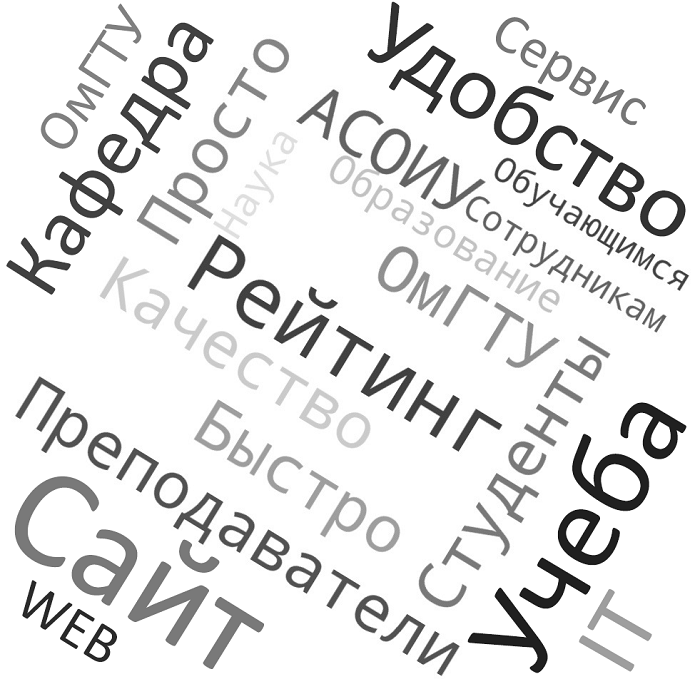 ОмГТУ
Кафедра
Просто
Наука
Удобство
Сервис
АСОИУ
Образование
Обучающимся
Сотрудникам
ОмГТУ
Рейтинг
Качество
Быстро
Студенты
Преподаватели
Учеба
Сайт
WEB
IT